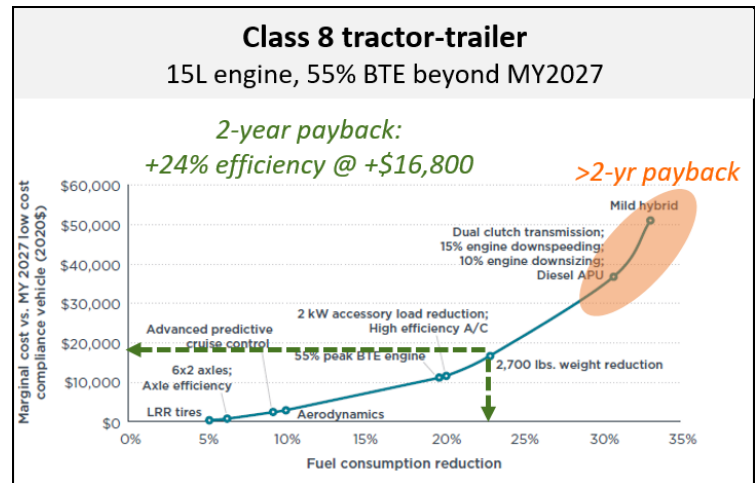 Class 8 tractor-trailer
15L engine, 55% BTE beyond MY2027
2-year payback:
+24% efficiency @ +$16,800
>2-yr payback
Marginal cost vs. MY 2027 low cost
compliance vehicle (2020$)
$60,000
$50,000
$40,000
$30,000
$20,000
$10,000
$0
Mild hybrid
Dual clutch transmission;
15% engine downspeeding;
10% engine downsizing;
Diesel APU
2 kW accessory load reduction;
High efficiency A/C
Advanced predictive
cruise control
55% peak BTE engine
2,700 lbs. weight reduction
6x2 axles;
Axle efficiency
LRR tires
Aerodynamics
0%
5%
10%
15%
20%
25%
30%
35%
Fuel consumption reduction